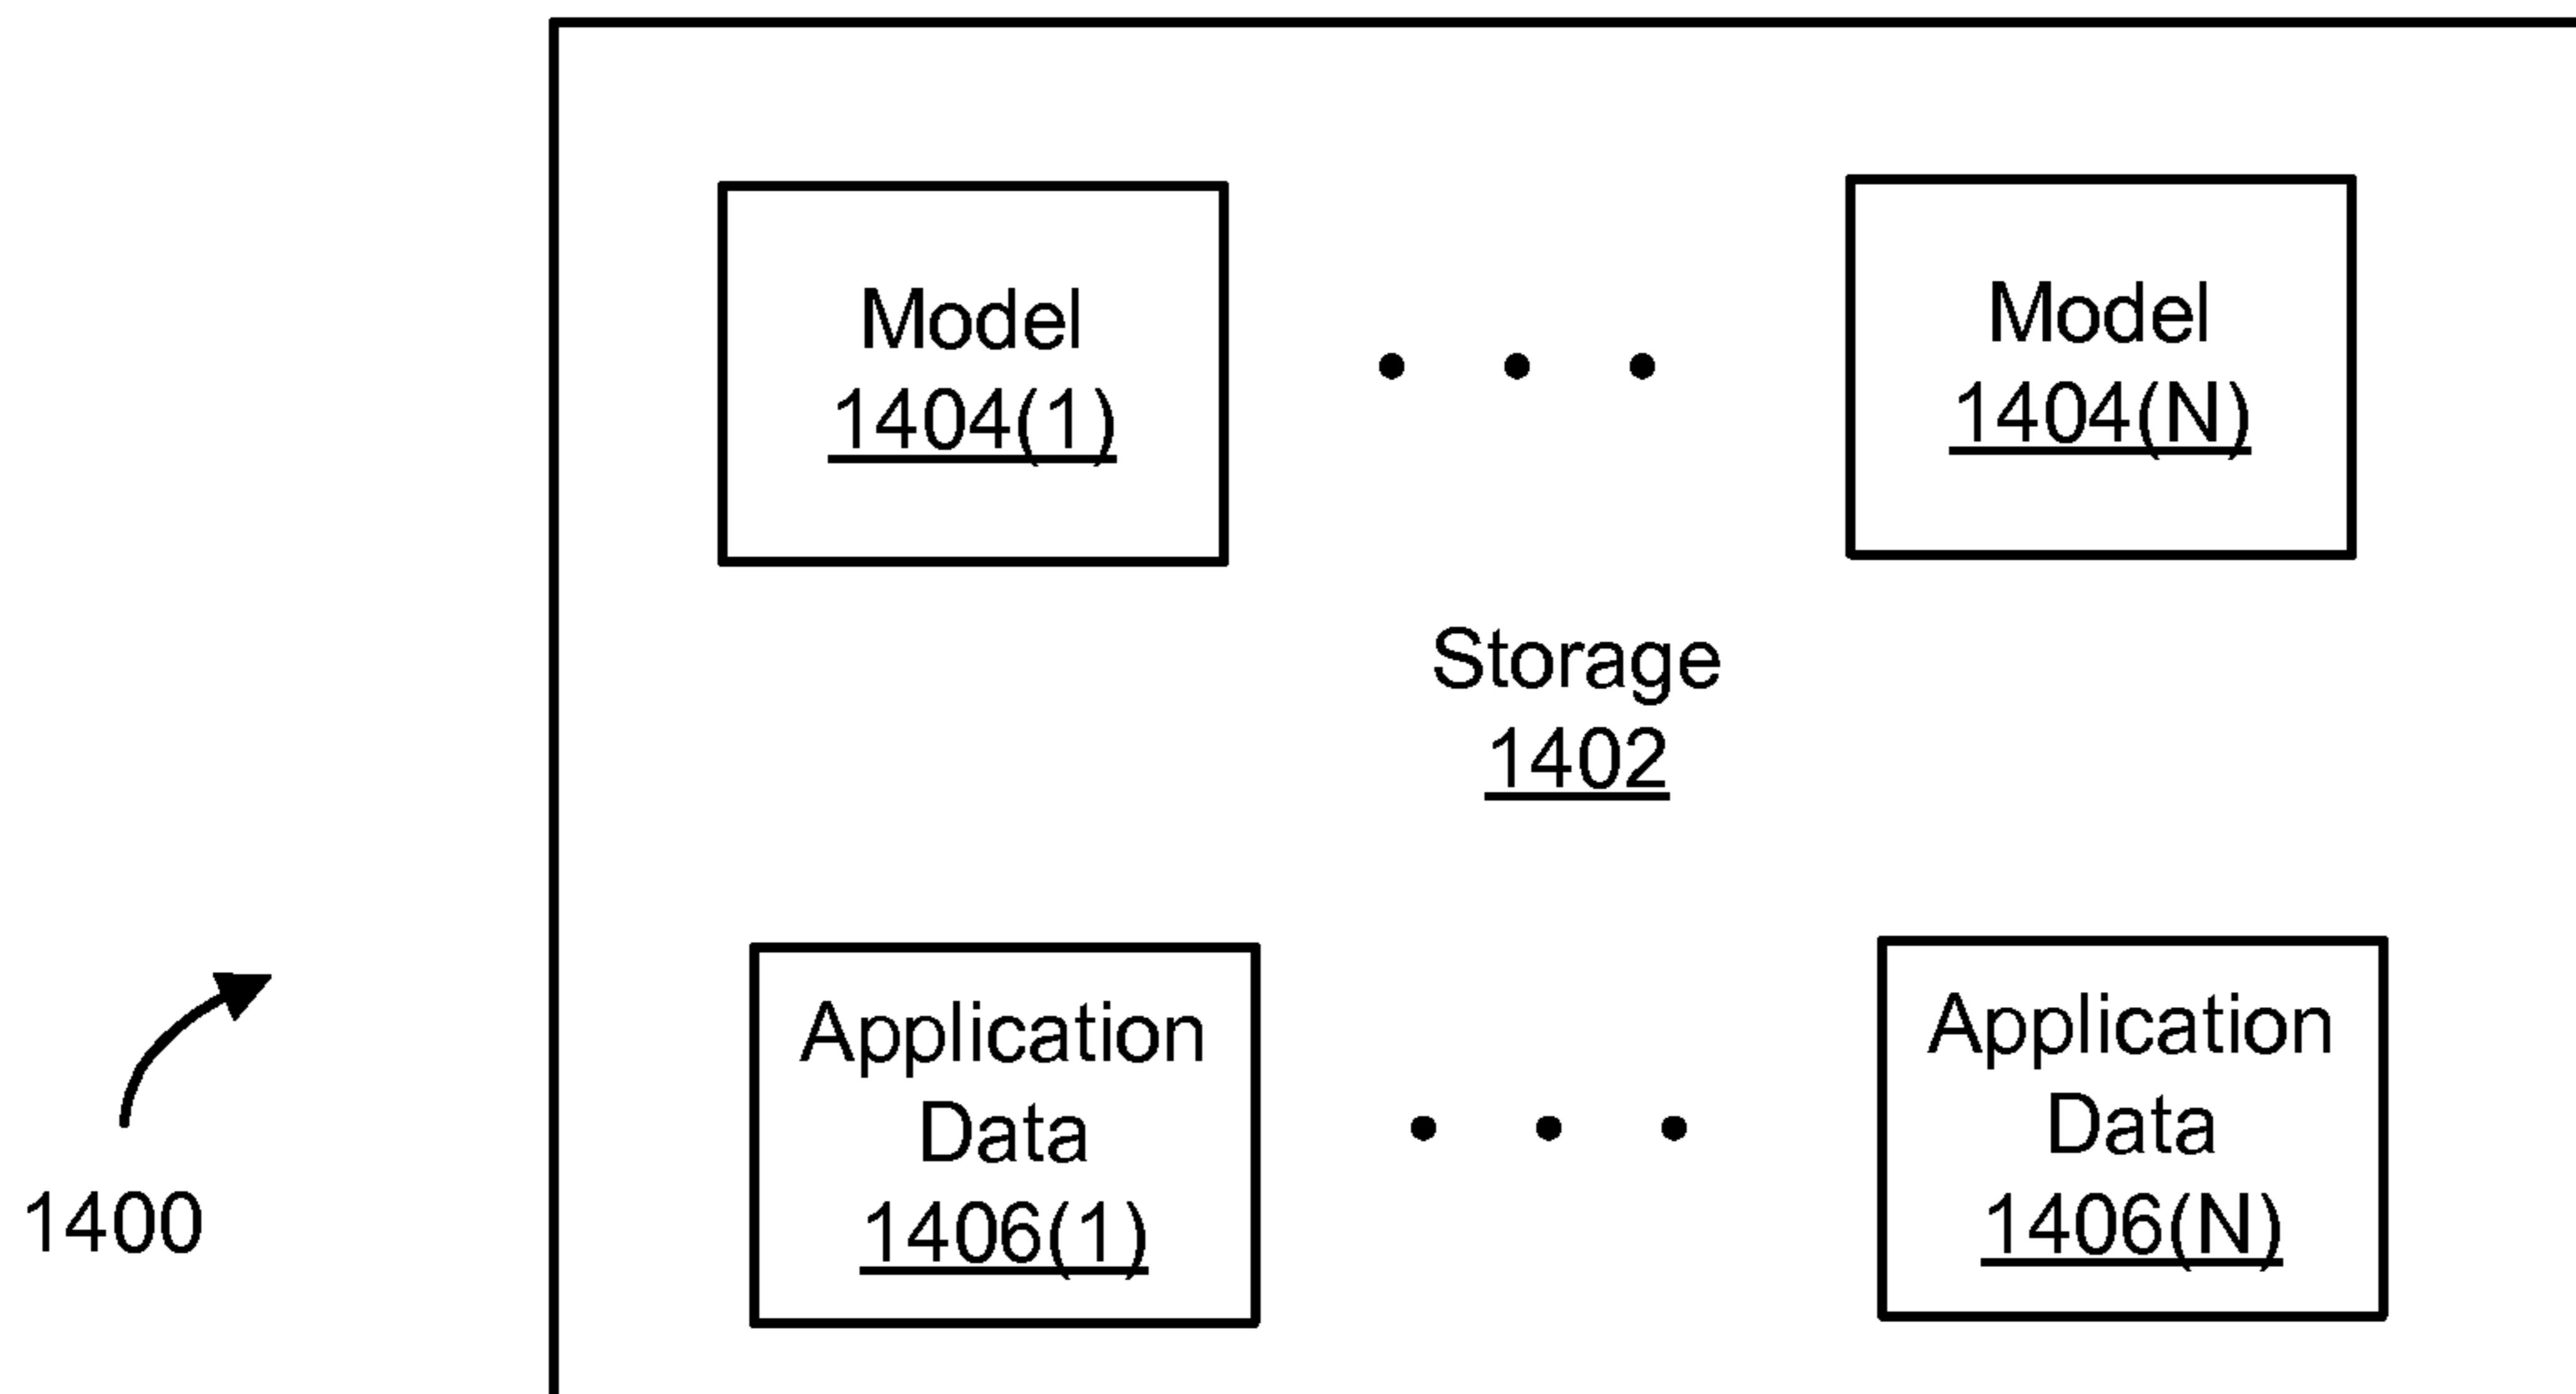 Model
1404(1)
Model
1404(N)
Storage
1402
Application
Data
1406(1)
Application
Data
1406(N)
1400